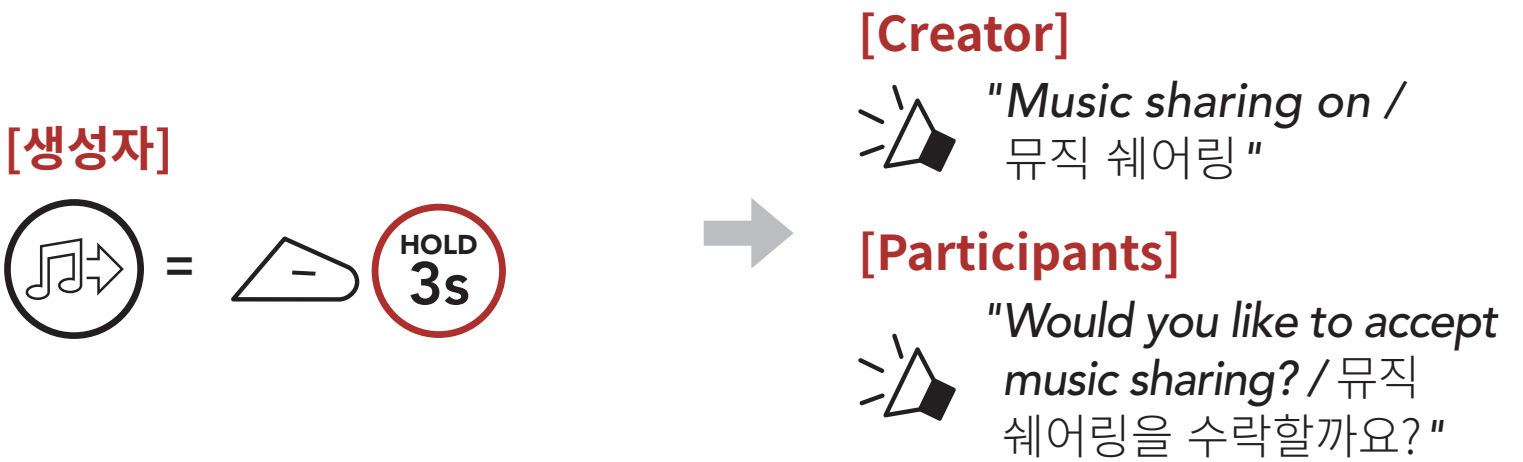 [생성자]
=
HOLD
3s
[Creator]
"Music sharing on /
뮤직 쉐어링"
[Participants]
"Would you like to accept
music sharing? / 뮤직
쉐어링을 수락할까요?"